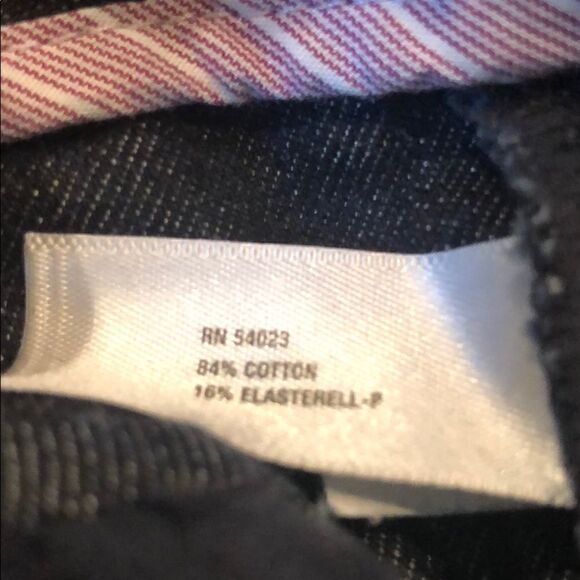 RN 54023
84% COTTON
16% ELASTERELL-P